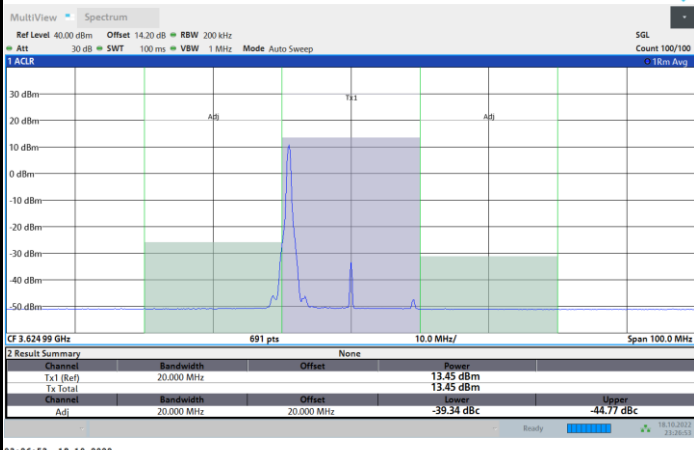 MultiView Spectrum
Ref Level 40.00 dBm Offset 14.20 dB RBW 200 kHz SGL
Att 30 dB SWT 100 ms VBW 1 MHz Mode Auto Sweep Count 100/100
1 ACLR 1Rm Avg
30 dBm
Tx1
20 dBm Adj Adj
10 dBm
0 dBm
-10 dBm
-20 dBm
-30 dBm
-40 dBm
-50 dBm
CF 3.624 99 GHz 691 pts 10.0 MHz/ Span 100.0 MHz
2 Result Summary None
Channel Bandwidth Offset Power
Tx1 (Ref) 20.000 MHz 13.45 dBm
Tx Total 13.45 dBm
Channel Bandwidth Offset Lower Upper
Adj 20.000 MHz 20.000 MHz -39.34 dBc -44.77 dBc
Ready 18.10.2022
23:26:53